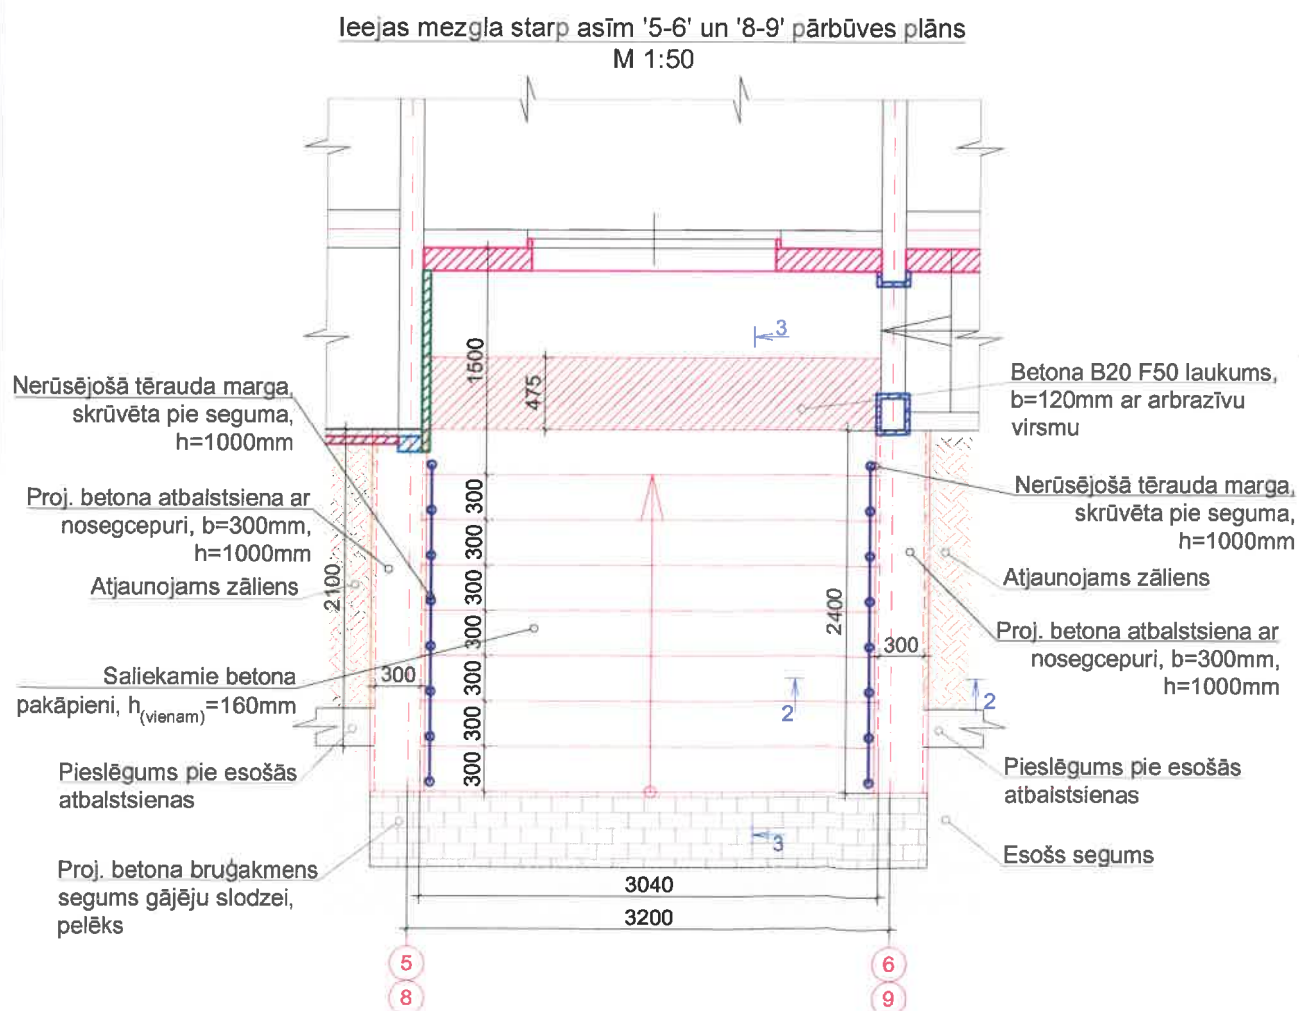 Ieejas mezgla starp asīm '5-6' un '8-9' pārbūves plāns
M 1:50
3
1500
475
Nerūsējošā tērauda marga,
skrūvēta pie seguma,
h=1000mm
Betona B20 F50 laukums,
b=120mm ar arbrazīvu
virsmu
Proj. betona atbalstsiena ar
nosegcepuri, b=300mm,
h=1000mm
Nerūsējošā tērauda marga,
skrūvēta pie seguma,
h=1000mm
Atjaunojams zāliens
2100
Atjaunojams zāliens
300
300
300
300
300
300
300
2400
Proj. betona atbalstsiena ar
nosegcepuri, b=300mm,
h=1000mm
300
300
Saliekamie betona
pakāpieni, h(vienam)=160mm
2
2
Pieslēgums pie esošās
atbalstsienas
Pieslēgums pie esošās
atbalstsienas
3
Proj. betona bruģakmens
segums gājēju slodzei,
pelēks
Esošs segums
3040
3200
5
8
6
9